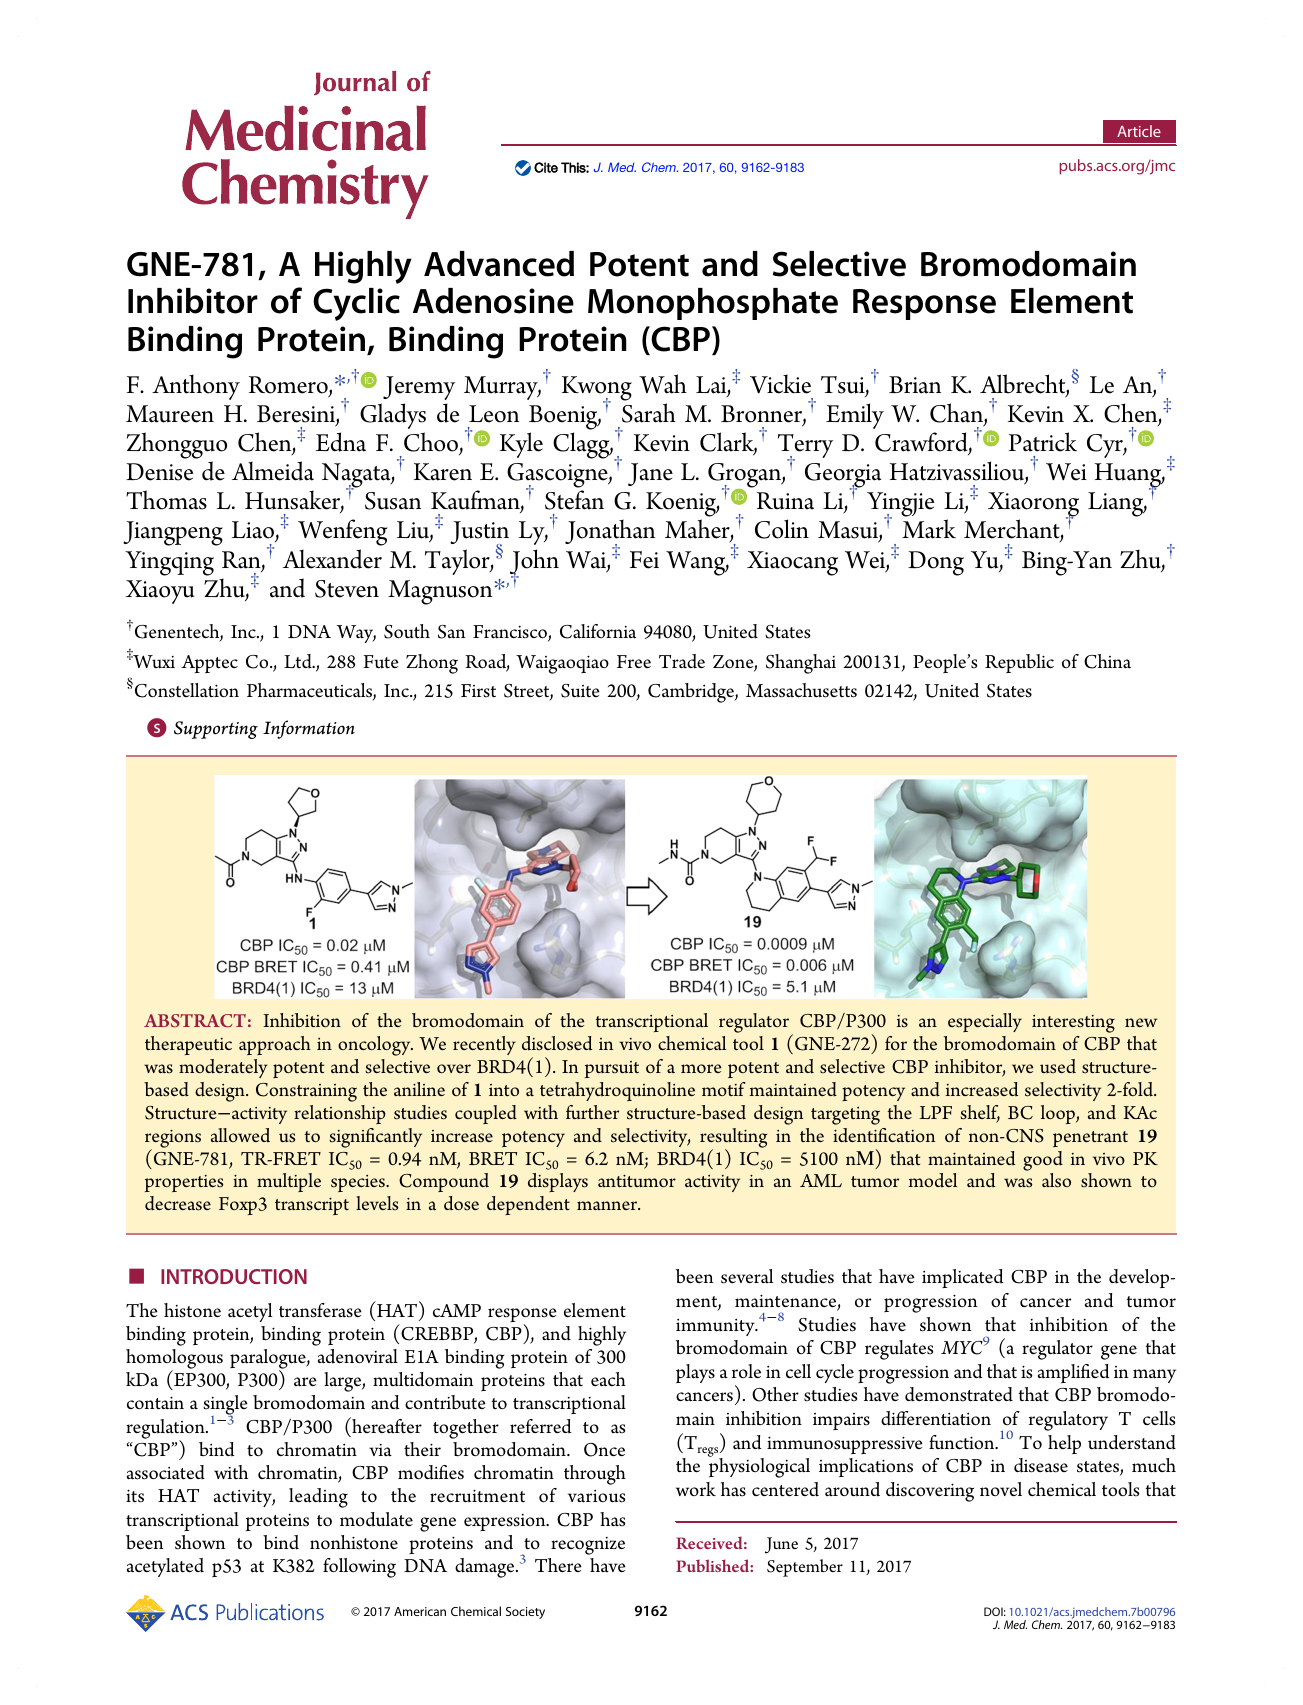 Journal of
Medicinal
Chemistry
Article
Cite This: J. Med. Chem. 2017, 60, 9162-9183
pubs.acs.org/jmc
GNE-781, A Highly Advanced Potent and Selective Bromodomain
Inhibitor of Cyclic Adenosine Monophosphate Response Element
Binding Protein, Binding Protein (CBP)
F. Anthony Romero,*,† Jeremy Murray,† Kwong Wah Lai,‡ Vickie Tsui,† Brian K. Albrecht,§ Le An,†
Maureen H. Beresini,† Gladys de Leon Boenig,† Sarah M. Bronner,† Emily W. Chan,† Kevin X. Chen,‡
Zhongguo Chen,‡ Edna F. Choo,† Kyle Clagg,† Kevin Clark,† Terry D. Crawford,† Patrick Cyr,†
Denise de Almeida Nagata,† Karen E. Gascoigne,† Jane L. Grogan,† Georgia Hatzivassiliou,† Wei Huang,‡
Thomas L. Hunsaker,† Susan Kaufman,† Stefan G. Koenig,† Ruina Li,† Yingjie Li,‡ Xiaorong Liang,†
Jiangpeng Liao,‡ Wenfeng Liu,‡ Justin Ly,† Jonathan Maher,† Colin Masui,† Mark Merchant,†
Yingqing Ran,† Alexander M. Taylor,§ John Wai,‡ Fei Wang,‡ Xiaocang Wei,‡ Dong Yu,‡ Bing-Yan Zhu,†
Xiaoyu Zhu,‡ and Steven Magnuson*,†
†Genentech, Inc., 1 DNA Way, South San Francisco, California 94080, United States
‡Wuxi Apptec Co., Ltd., 288 Fute Zhong Road, Waigaoqiao Free Trade Zone, Shanghai 200131, People's Republic of China
§Constellation Pharmaceuticals, Inc., 215 First Street, Suite 200, Cambridge, Massachusetts 02142, United States
S Supporting Information
O
N
N
N
O
HN
F
N
N
1
CBP IC50 = 0.02 μM
CBP BRET IC50 = 0.41 μM
BRD4(1) IC50 = 13 μM
O
H
N
N
O
N
N
N
F
F
N
N
19
CBP IC50 = 0.0009 μM
CBP BRET IC50 = 0.006 μM
BRD4(1) IC50 = 5.1 μM
ABSTRACT: Inhibition of the bromodomain of the transcriptional regulator CBP/P300 is an especially interesting new
therapeutic approach in oncology. We recently disclosed in vivo chemical tool 1 (GNE-272) for the bromodomain of CBP that
was moderately potent and selective over BRD4(1). In pursuit of a more potent and selective CBP inhibitor, we used structure-
based design. Constraining the aniline of 1 into a tetrahydroquinoline motif maintained potency and increased selectivity 2-fold.
Structure−activity relationship studies coupled with further structure-based design targeting the LPF shelf, BC loop, and KAc
regions allowed us to significantly increase potency and selectivity, resulting in the identification of non-CNS penetrant 19
(GNE-781, TR-FRET IC50 = 0.94 nM, BRET IC50 = 6.2 nM; BRD4(1) IC50 = 5100 nM) that maintained good in vivo PK
properties in multiple species. Compound 19 displays antitumor activity in an AML tumor model and was also shown to
decrease Foxp3 transcript levels in a dose dependent manner.
■ INTRODUCTION
The histone acetyl transferase (HAT) cAMP response element
binding protein, binding protein (CREBBP, CBP), and highly
homologous paralogue, adenoviral E1A binding protein of 300
kDa (EP300, P300) are large, multidomain proteins that each
contain a single bromodomain and contribute to transcriptional
regulation.1−3 CBP/P300 (hereafter together referred to as
“CBP”) bind to chromatin via their bromodomain. Once
associated with chromatin, CBP modifies chromatin through
its HAT activity, leading to the recruitment of various
transcriptional proteins to modulate gene expression. CBP has
been shown to bind nonhistone proteins and to recognize
acetylated p53 at K382 following DNA damage.3 There have
been several studies that have implicated CBP in the develop-
ment, maintenance, or progression of cancer and tumor
immunity.4−8 Studies have shown that inhibition of the
bromodomain of CBP regulates MYC9 (a regulator gene that
plays a role in cell cycle progression and that is amplified in many
cancers). Other studies have demonstrated that CBP bromodo-
main inhibition impairs differentiation of regulatory T cells
(Tregs) and immunosuppressive function.10 To help understand
the physiological implications of CBP in disease states, much
work has centered around discovering novel chemical tools that
Received: June 5, 2017
Published: September 11, 2017
ACS Publications
© 2017 American Chemical Society
9162
DOI: 10.1021/acs.jmedchem.7b00796
J. Med. Chem. 2017, 60, 9162−9183